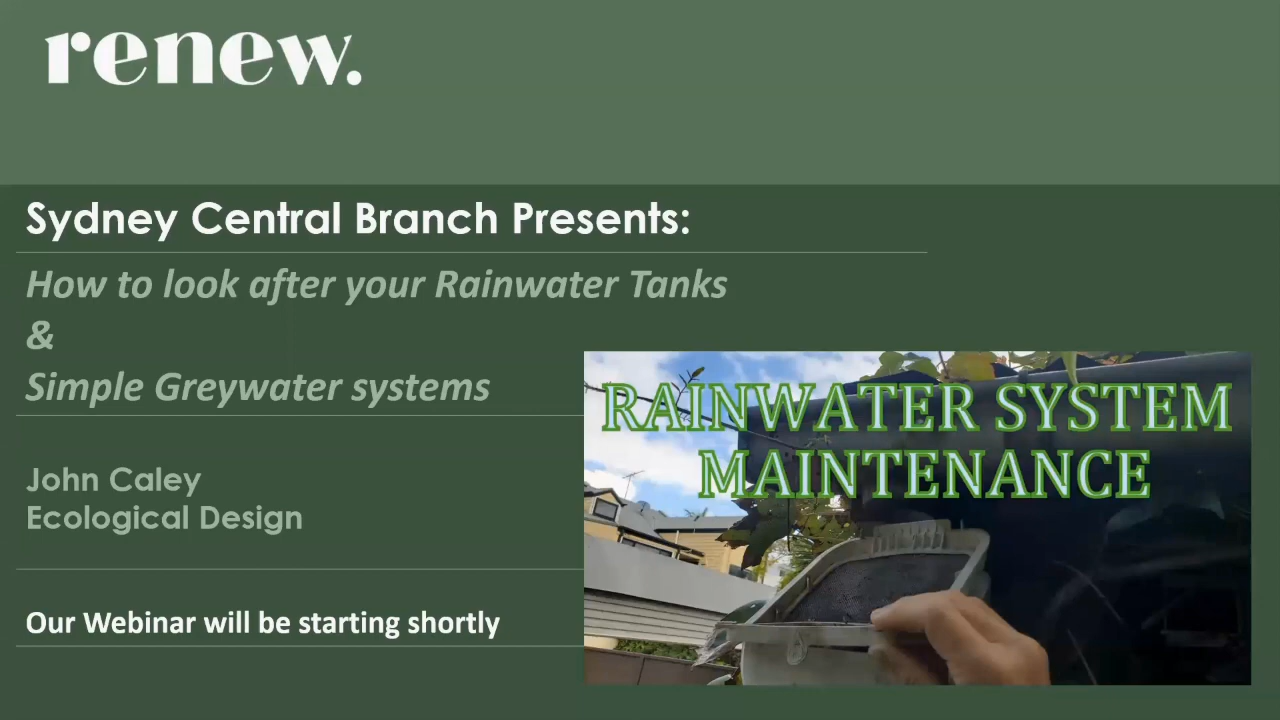 renew.
Sydney Central Branch Presents:
How to look after your Rainwater Tanks
&
Simple Greywater systems
RAINWATER SYSTEM
MAINTENANCE
John Caley
Ecological Design
Our Webinar will be starting shortly